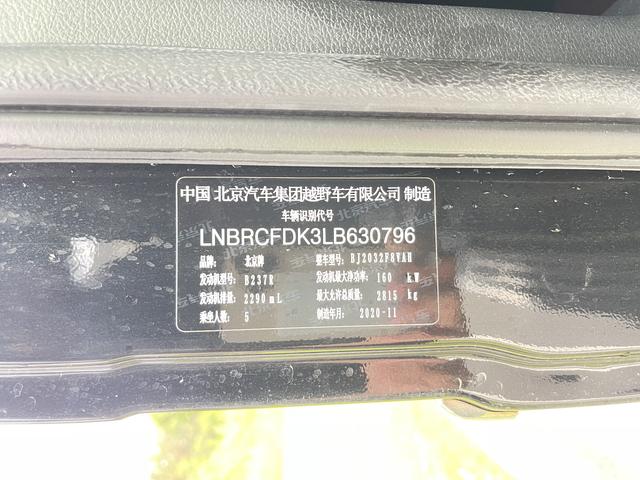 中国 北京汽车集团越野车有限公司 制造
车辆识别代号
LNBRCFDK3LB630796
品牌: 北京牌 整车型号: BJ2032F8VAH
发动机型号: B237R 发动机最大净功率: 160 kW
发动机排量: 2290 mL 最大允许总质量: 2815 kg
乘坐人数: 5 制造年月: 2020-11